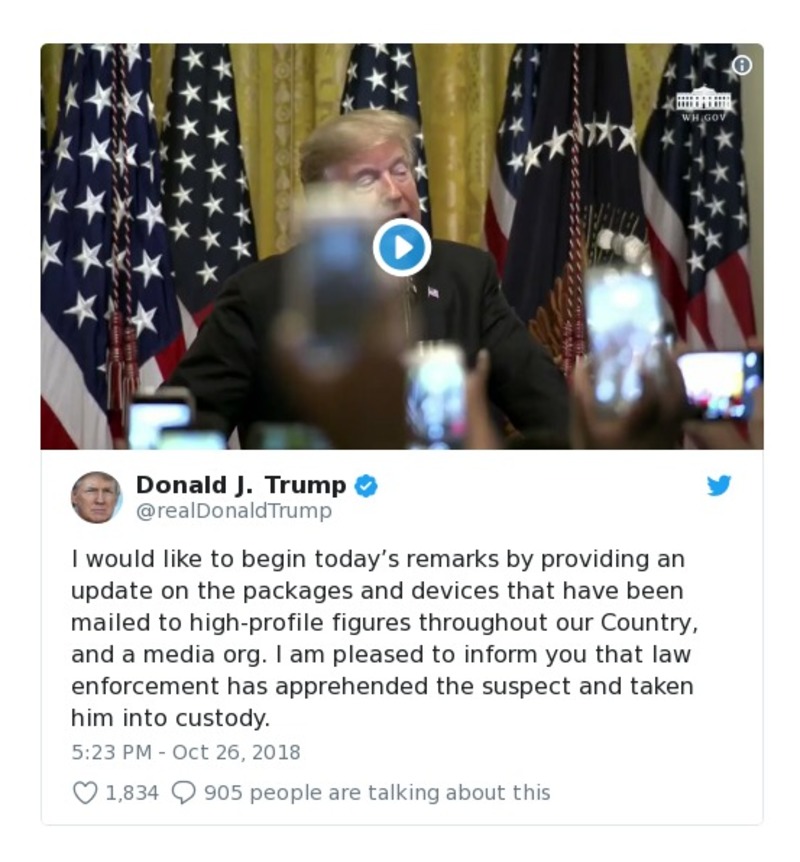 WH.GOV
Donald J. Trump
@realDonaldTrump
I would like to begin today’s remarks by providing an
update on the packages and devices that have been
mailed to high-profile figures throughout our Country,
and a media org. I am pleased to inform you that law
enforcement has apprehended the suspect and taken
him into custody.
5:23 PM - Oct 26, 2018
1,834 905 people are talking about this